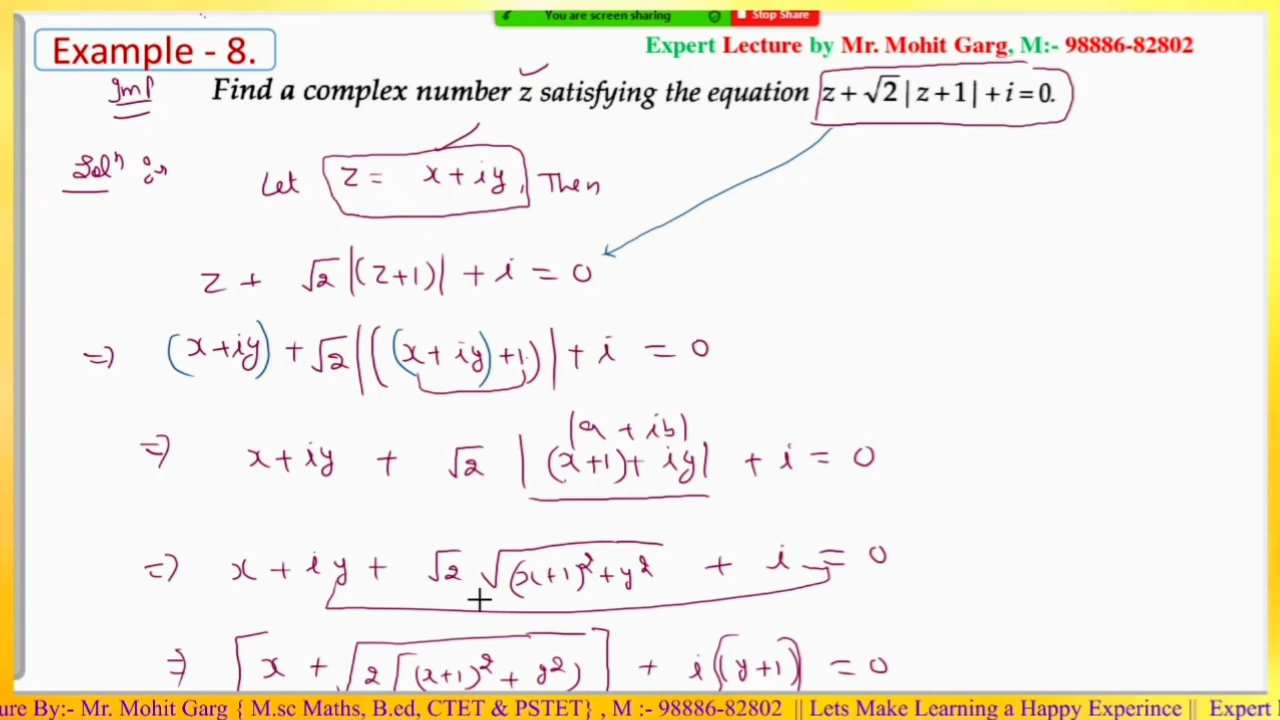 You are screen sharing Stop Share
Example - 8.
Expert Lecture by Mr. Mohit Garg, M:- 98886-82802
Imp
Find a complex number z satisfying the equation z + √2 | z + 1 | + i = 0.
Solⁿ :-
Let z = x + iy, Then
z + √2 |(z+1)| + i = 0
=> (x+iy) + √2 |((x + iy) +1)| + i = 0
|a + ib|
=> x + iy + √2 |(x+1) + iy| + i = 0
=> x + iy + √2 √(x+1)² + y² + i = 0
=> [x + √2[(x+1)² + y²)] + i(y+1) = 0
ure By:- Mr. Mohit Garg { M.sc Maths, B.ed, CTET & PSTET} , M :- 98886-82802 || Lets Make Learning a Happy Experince || Expert